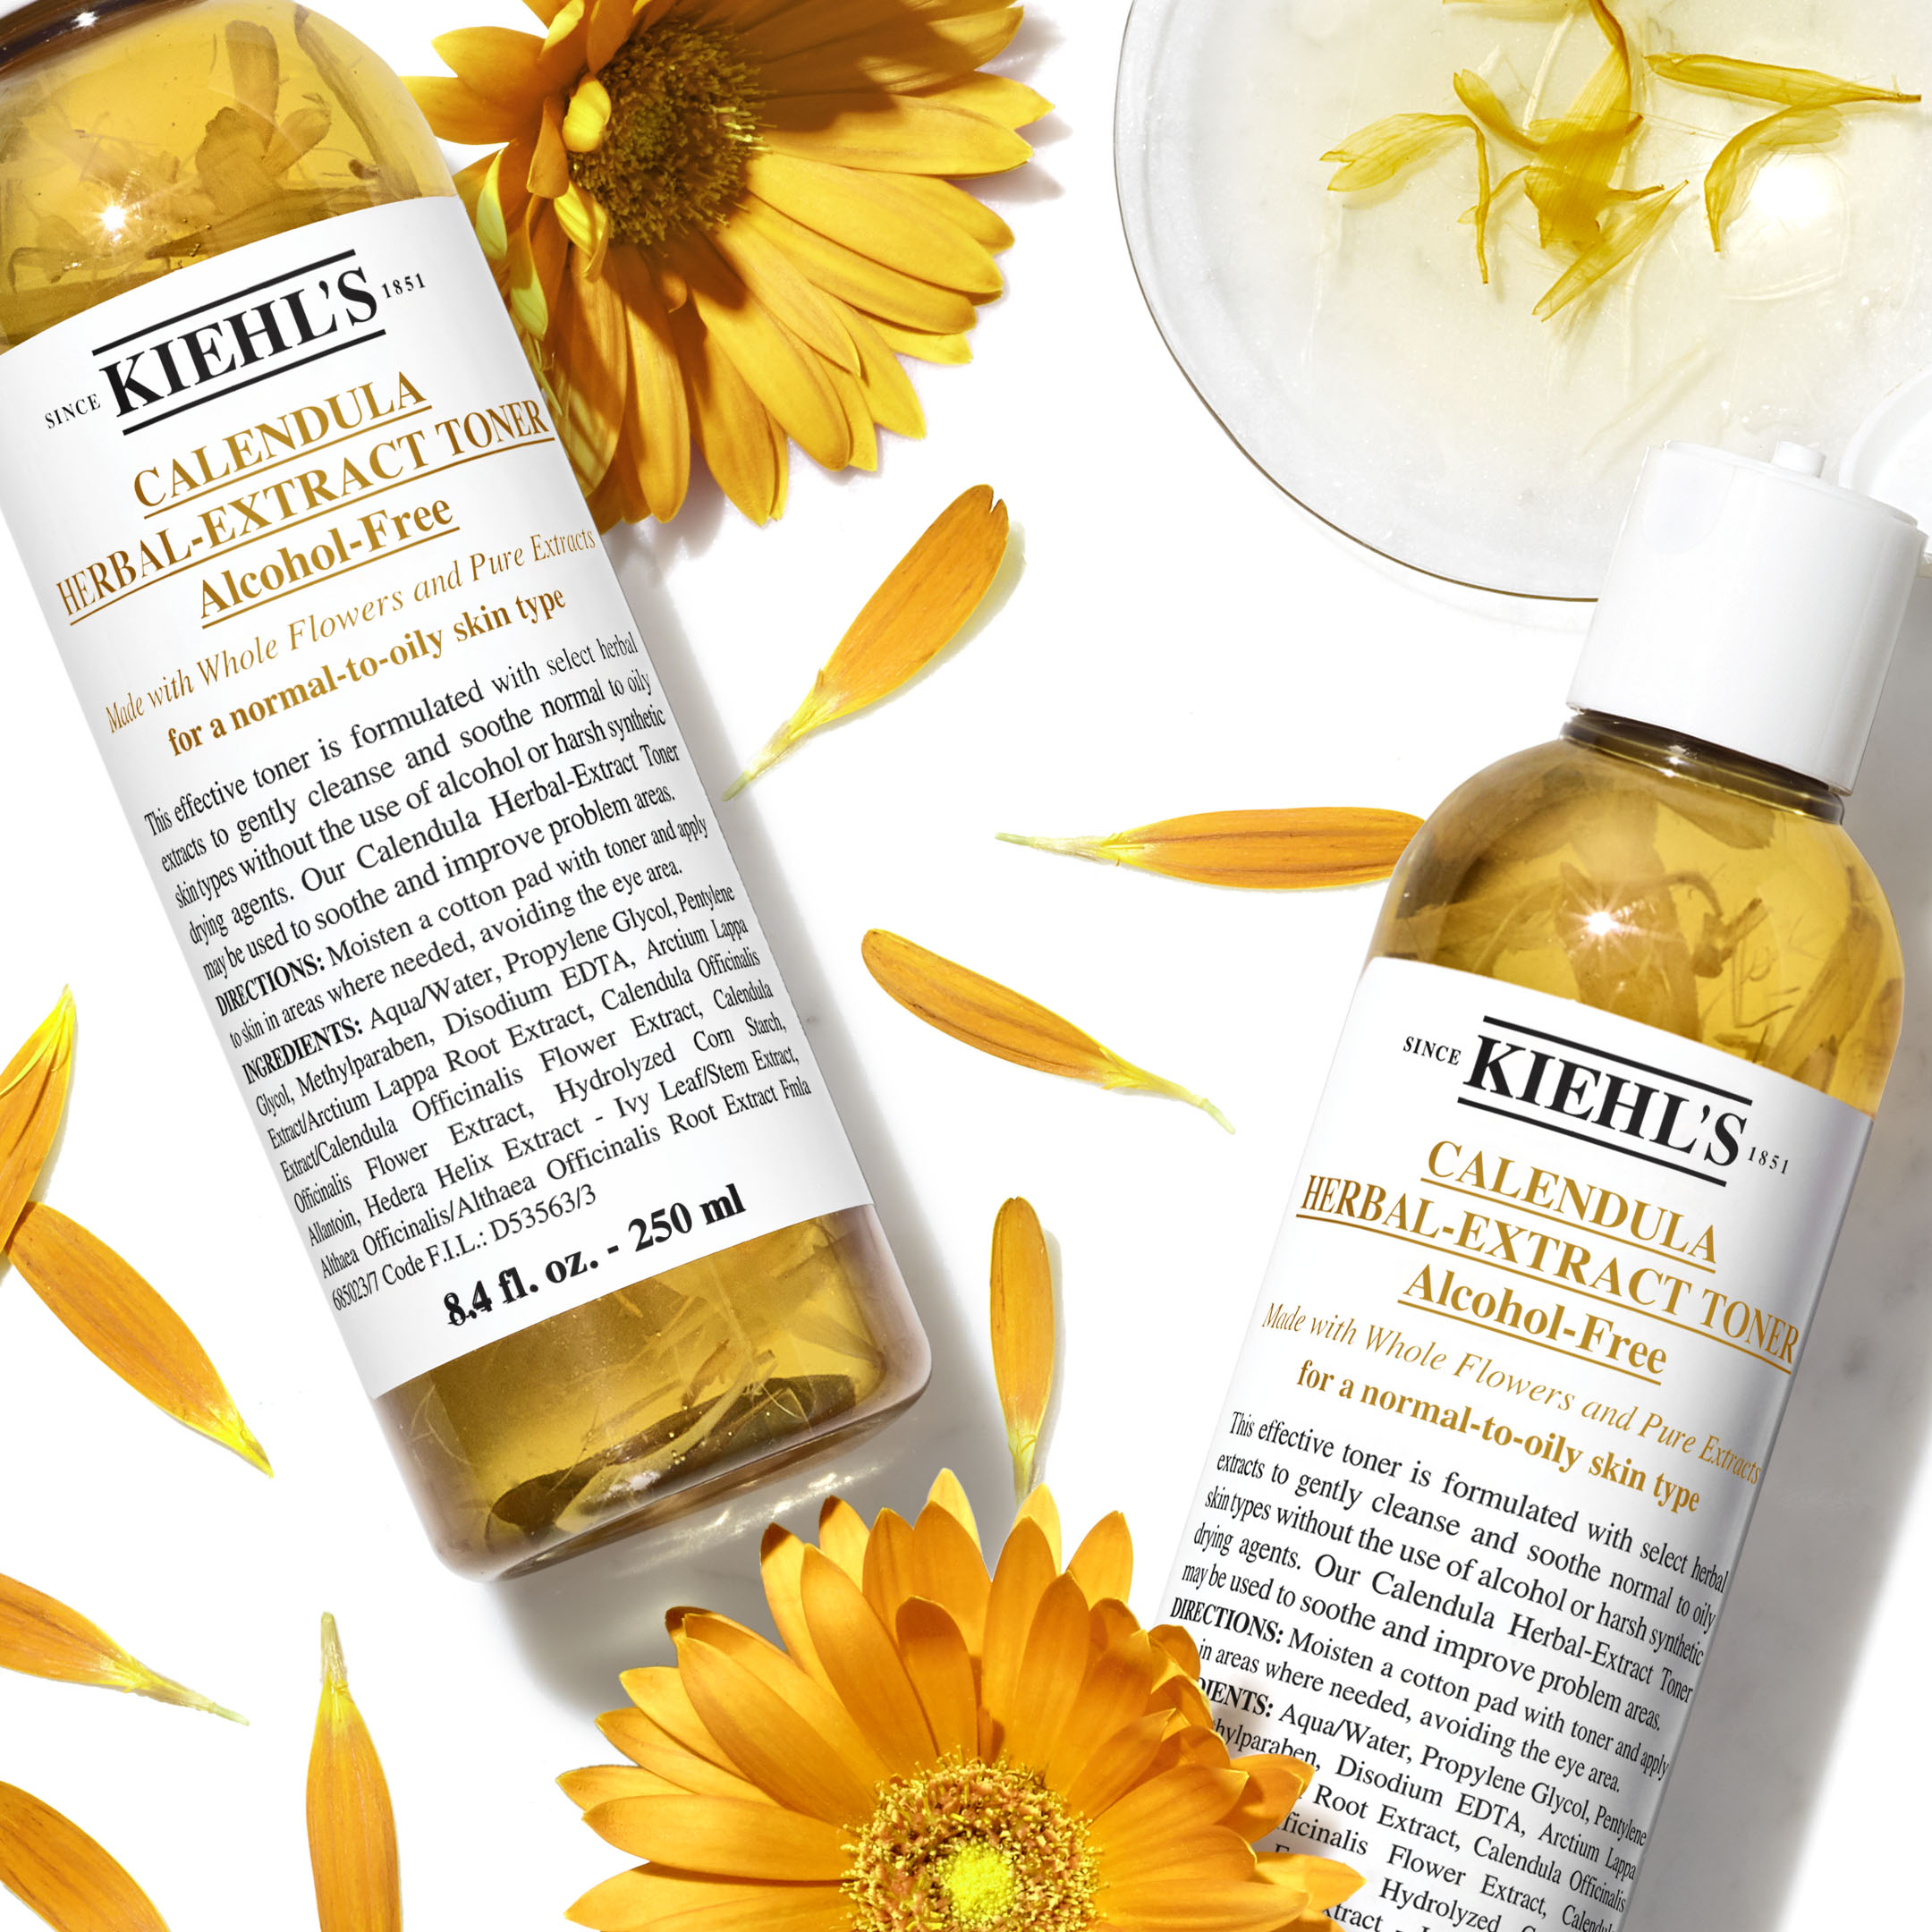 SINCE KIEHL'S 1851
CALENDULA
HERBAL-EXTRACT TONER
Alcohol-Free
Made with Whole Flowers and Pure Extracts
for a normal-to-oily skin type
This effective toner is formulated with select herbal
extracts to gently cleanse and soothe normal to oily
skin types without the use of alcohol or harsh synthetic
drying agents. Our Calendula Herbal-Extract Toner
may be used to soothe and improve problem areas.
DIRECTIONS: Moisten a cotton pad with toner and apply
to skin in areas where needed, avoiding the eye area.
INGREDIENTS: Aqua/Water, Propylene Glycol, Pentylene
Glycol, Methylparaben, Disodium EDTA, Arctium Lappa
Extract/Arctium Lappa Root Extract, Calendula Officinalis
Extract/Calendula Officinalis Flower Extract, Calendula
Officinalis Flower Extract, Hydrolyzed Corn Starch,
Allantoin, Hedera Helix Extract - Ivy Leaf/Stem Extract,
Althaea Officinalis/Althaea Officinalis Root Extract Fmla
685023/7 Code F.I.L.: D53563/3
8.4 fl. oz. - 250 ml
SINCE KIEHL'S 1851
CALENDULA
HERBAL-EXTRACT TONER
Alcohol-Free
Made with Whole Flowers and Pure Extracts
for a normal-to-oily skin type
This effective toner is formulated with select herbal
extracts to gently cleanse and soothe normal to oily
skin types without the use of alcohol or harsh synthetic
drying agents. Our Calendula Herbal-Extract Toner
may be used to soothe and improve problem areas.
DIRECTIONS: Moisten a cotton pad with toner and apply
in areas where needed, avoiding the eye area.
DIENTS: Aqua/Water, Propylene Glycol, Pentylene
hylparaben, Disodium EDTA, Arctium Lappa
Root Extract, Calendula Officinalis
ficinalis Flower Extract, Calendula
Hydrolyzed
xtract -